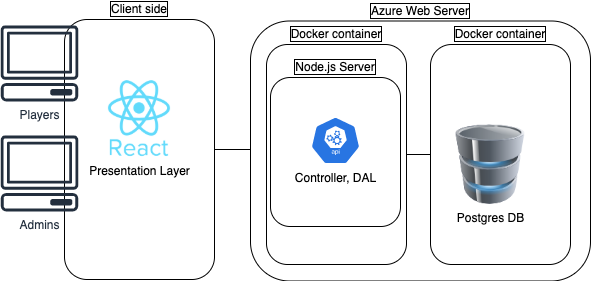 Client side
Azure Web Server
Docker container
Docker container
Node.js Server
Players
React
Presentation Layer
api
Controller, DAL
Postgres DB
Admins